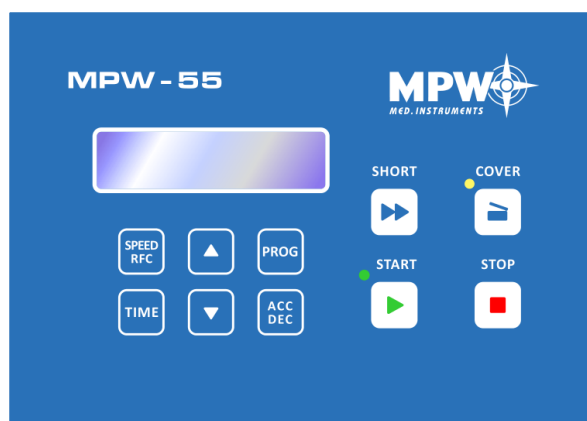 MPW-55
MPW
MED.INSTRUMENTS
SHORT
COVER
SPEED
RFC
PROG
START
STOP
TIME
ACC
DEC